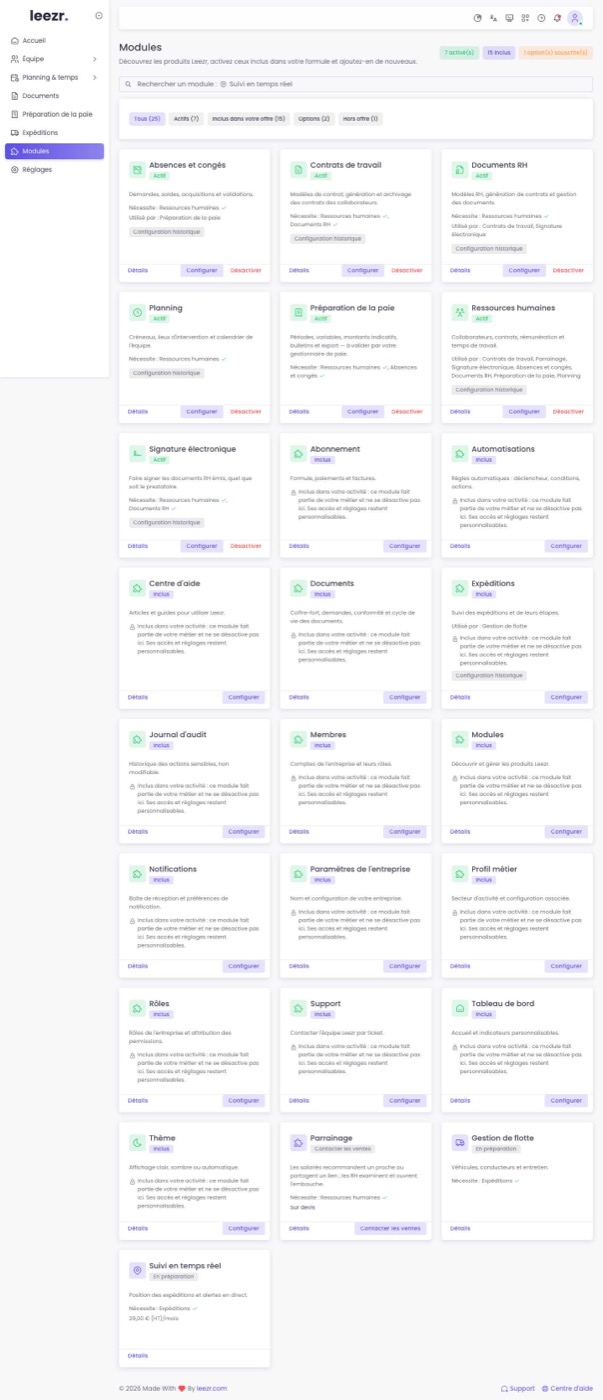 leezr.
Accueil
Équipe
Planning & temps
Documents
Préparation de la paie
Expéditions
Modules
Réglages
Modules
Découvrez les produits Leezr, activez ceux inclus dans votre formule et ajoutez-en de nouveaux.
7 activé(s)
15 inclus
1 option(s) souscrite(s)
Rechercher un module : Suivi en temps réel
Tous (25)
Actifs (7)
Inclus dans votre offre (15)
Options (2)
Hors offre (1)
Absences et congés
Actif
Demandes, soldes, acquisitions et validations.
Nécessite : Ressources humaines ✓
Utilisé par : Préparation de la paie
Configuration historique
Détails
Configurer
Désactiver
Contrats de travail
Actif
Modèles de contrat, génération et archivage
des contrats des collaborateurs.
Nécessite : Ressources humaines ✓,
Documents RH ✓
Configuration historique
Détails
Configurer
Désactiver
Documents RH
Actif
Modèles RH, génération de contrats et gestion
des documents.
Nécessite : Ressources humaines ✓
Utilisé par : Contrats de travail, Signature
électronique
Configuration historique
Détails
Configurer
Désactiver
Planning
Actif
Créneaux, lieux d'intervention et calendrier de
l'équipe.
Nécessite : Ressources humaines ✓
Configuration historique
Détails
Configurer
Désactiver
Préparation de la paie
Actif
Périodes, variables, montants indicatifs,
bulletins et export — à valider par votre
gestionnaire de paie.
Nécessite : Ressources humaines ✓, Absences
et congés ✓
Détails
Configurer
Désactiver
Ressources humaines
Actif
Collaborateurs, contrats, rémunération et
temps de travail.
Utilisé par : Contrats de travail, Parrainage,
Signature électronique, Absences et congés,
Documents RH, Préparation de la paie, Planning
Configuration historique
Détails
Configurer
Désactiver
Signature électronique
Actif
Faire signer les documents RH émis, quel que
soit le prestataire.
Nécessite : Ressources humaines ✓,
Documents RH ✓
Configuration historique
Détails
Configurer
Désactiver
Abonnement
Inclus
Formule, paiements et factures.
Inclus dans votre activité : ce module fait
partie de votre métier et ne se désactive pas
ici. Ses accès et réglages restent
personnalisables.
Détails
Configurer
Automatisations
Inclus
Règles automatiques : déclencheur, conditions,
actions.
Inclus dans votre activité : ce module fait
partie de votre métier et ne se désactive pas
ici. Ses accès et réglages restent
personnalisables.
Détails
Configurer
Centre d'aide
Inclus
Articles et guides pour utiliser Leezr.
Inclus dans votre activité : ce module fait
partie de votre métier et ne se désactive pas
ici. Ses accès et réglages restent
personnalisables.
Détails
Configurer
Documents
Inclus
Coffre-fort, demandes, conformité et cycle de
vie des documents.
Inclus dans votre activité : ce module fait
partie de votre métier et ne se désactive pas
ici. Ses accès et réglages restent
personnalisables.
Détails
Configurer
Expéditions
Inclus
Suivi des expéditions et de leurs étapes.
Utilisé par : Gestion de flotte
Inclus dans votre activité : ce module fait
partie de votre métier et ne se désactive pas
ici. Ses accès et réglages restent
personnalisables.
Configuration historique
Détails
Configurer
Journal d'audit
Inclus
Historique des actions sensibles, non
modifiable.
Inclus dans votre activité : ce module fait
partie de votre métier et ne se désactive pas
ici. Ses accès et réglages restent
personnalisables.
Détails
Configurer
Membres
Inclus
Comptes de l'entreprise et leurs rôles.
Inclus dans votre activité : ce module fait
partie de votre métier et ne se désactive pas
ici. Ses accès et réglages restent
personnalisables.
Détails
Configurer
Modules
Inclus
Découvrir et gérer les produits Leezr.
Inclus dans votre activité : ce module fait
partie de votre métier et ne se désactive pas
ici. Ses accès et réglages restent
personnalisables.
Détails
Configurer
Notifications
Inclus
Boîte de réception et préférences de
notification.
Inclus dans votre activité : ce module fait
partie de votre métier et ne se désactive pas
ici. Ses accès et réglages restent
personnalisables.
Détails
Configurer
Paramètres de l'entreprise
Inclus
Nom et configuration de votre entreprise.
Inclus dans votre activité : ce module fait
partie de votre métier et ne se désactive pas
ici. Ses accès et réglages restent
personnalisables.
Détails
Configurer
Profil métier
Inclus
Secteur d'activité et configuration associée.
Inclus dans votre activité : ce module fait
partie de votre métier et ne se désactive pas
ici. Ses accès et réglages restent
personnalisables.
Détails
Configurer
Rôles
Inclus
Rôles de l'entreprise et attribution des
permissions.
Inclus dans votre activité : ce module fait
partie de votre métier et ne se désactive pas
ici. Ses accès et réglages restent
personnalisables.
Détails
Configurer
Support
Inclus
Contacter l'équipe Leezr par ticket.
Inclus dans votre activité : ce module fait
partie de votre métier et ne se désactive pas
ici. Ses accès et réglages restent
personnalisables.
Détails
Configurer
Tableau de bord
Inclus
Accueil et indicateurs personnalisables.
Inclus dans votre activité : ce module fait
partie de votre métier et ne se désactive pas
ici. Ses accès et réglages restent
personnalisables.
Détails
Configurer
Thème
Inclus
Affichage clair, sombre ou automatique.
Inclus dans votre activité : ce module fait
partie de votre métier et ne se désactive pas
ici. Ses accès et réglages restent
personnalisables.
Détails
Configurer
Parrainage
Contacter les ventes
Les salariés recommandent un proche ou
partagent un lien ; les RH examinent et ouvrent
l'embauche.
Nécessite : Ressources humaines ✓
Sur devis
Détails
Contacter les ventes
Gestion de flotte
En préparation
Véhicules, conducteurs et entretien.
Nécessite : Expéditions ✓
Détails
Suivi en temps réel
En préparation
Position des expéditions et alertes en direct.
Nécessite : Expéditions ✓
39,00 € (HT)/mois
Détails
© 2026 Made With ❤ By leezr.com
Support
Centre d'aide